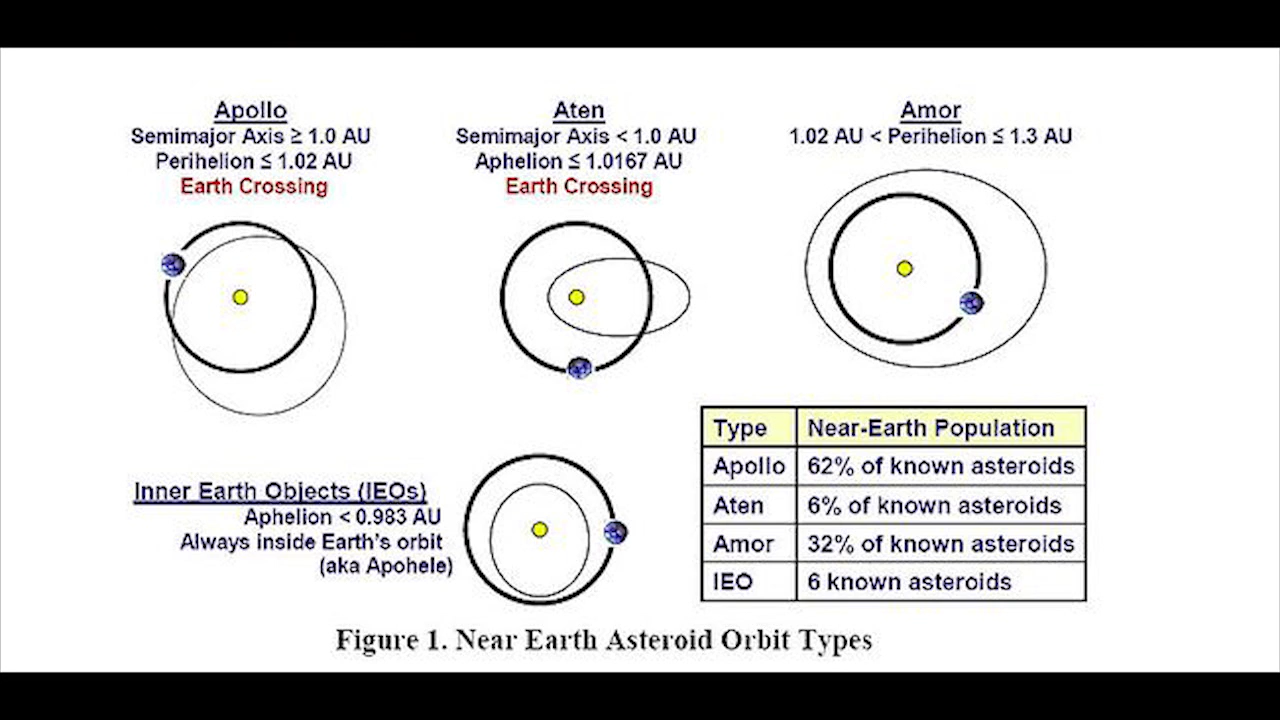 Apollo
Semimajor Axis ≥ 1.0 AU
Perihelion ≤ 1.02 AU
Earth Crossing
Aten
Semimajor Axis < 1.0 AU
Aphelion ≤ 1.0167 AU
Earth Crossing
Amor
1.02 AU < Perihelion ≤ 1.3 AU
Inner Earth Objects (IEOs)
Aphelion < 0.983 AU
Always inside Earth's orbit
(aka Apohele)
Type Near-Earth Population
Apollo 62% of known asteroids
Aten 6% of known asteroids
Amor 32% of known asteroids
IEO 6 known asteroids
Figure 1. Near Earth Asteroid Orbit Types